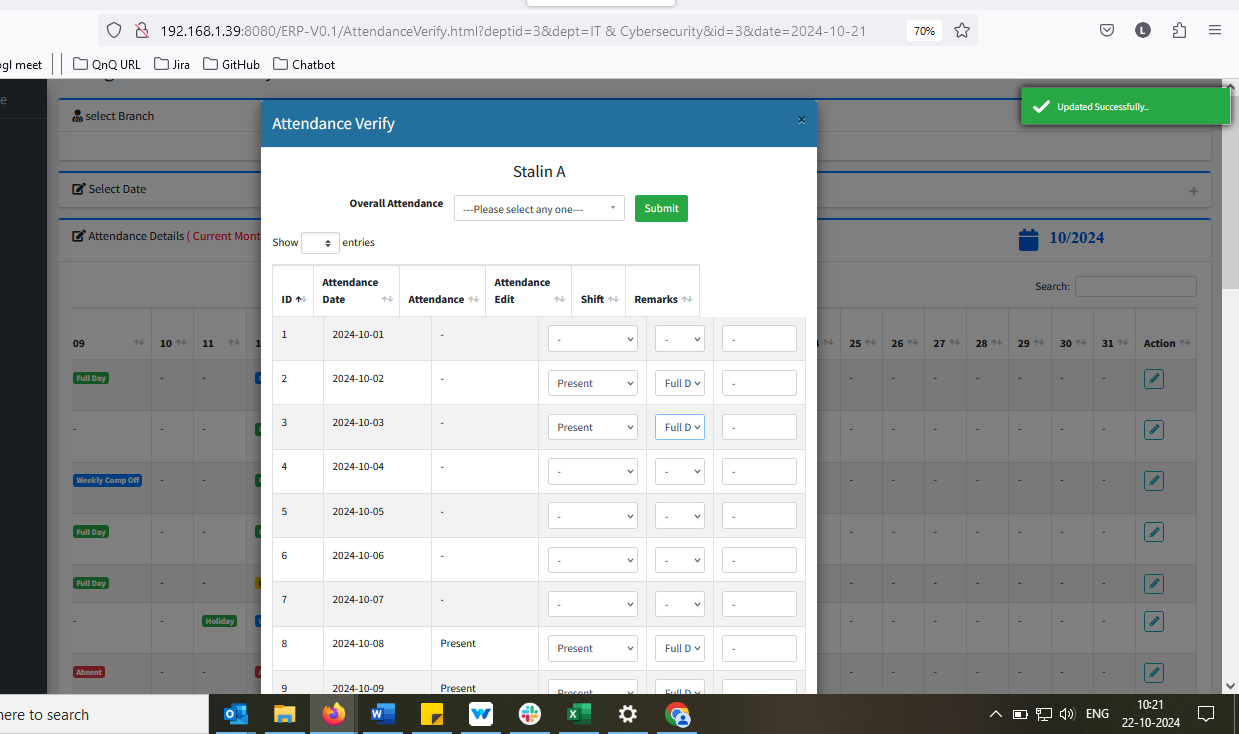 192.168.1.39:8080/ERP-V0.1/AttendanceVerify.html?deptid=3&dept=IT & Cybersecurity&id=3&date=2024-10-21 70% L
meet QnQ URL Jira GitHub Chatbot
select Branch
Updated Successfully..
Attendance Verify ×
Stalin A
Select Date +
Overall Attendance ---Please select any one--- Submit
Attendance Details ( Current Mont
10/2024
Show entries
Search:
ID Attendance Date Attendance Attendance Edit Shift Remarks
09 10 11 25 26 27 28 29 30 31 Action
1 2024-10-01 - - - -
Full Day - - - - - - - - -
2 2024-10-02 - Present Full D -
3 2024-10-03 - Present Full D -
- - - - - - - - - -
4 2024-10-04 - - - -
Weekly Comp Off - - - - - - - - -
5 2024-10-05 - - - -
Full Day - - - - - - - - -
6 2024-10-06 - - - -
Full Day - - - - - - - - -
7 2024-10-07 - - - -
- - Holiday - - - - - - -
8 2024-10-08 Present Present Full D -
Absent - - - - - - - - -
9 2024-10-09 Present Present Full D
here to search
ENG
10:21
22-10-2024